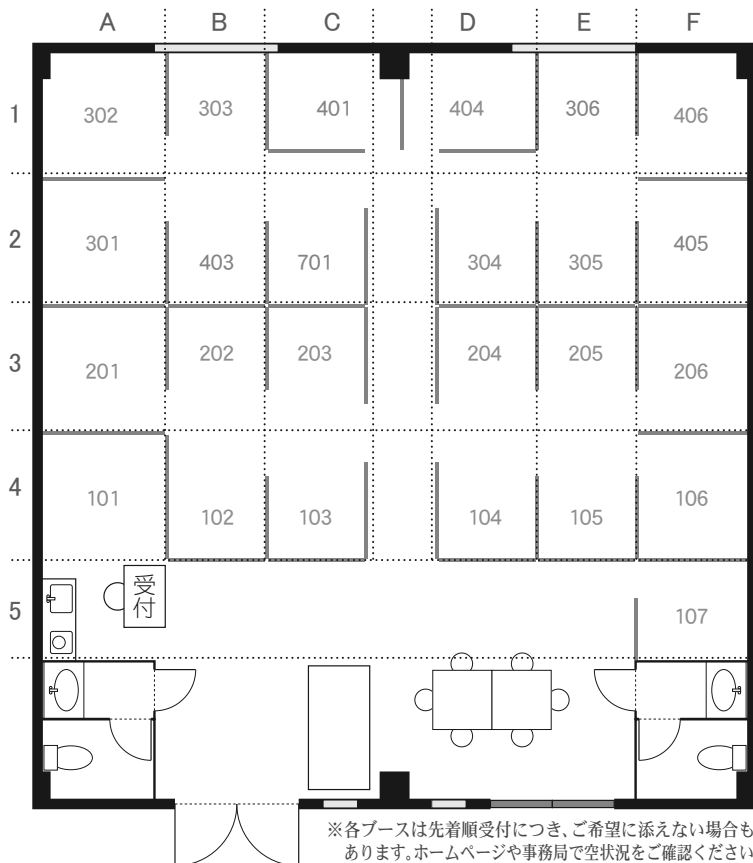 A B C D E F
1 302 303 401 404 306 406
2 301 403 701 304 305 405
3 201 202 203 204 205 206
4 101 102 103 104 105 106
5 受付 107
※各ブースは先着順受付につき、ご希望に添えない場合も
あります。ホームページや事務局で空状況をご確認ください